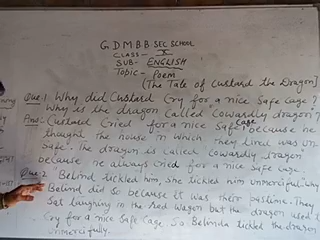 G D M B B SEC SCHOOL
CLASS - X
SUB - ENGLISH
Topic - Poem
(The Tale of Custard the Dragon)
Que:1. Why did Custard Cry for a nice Safe Cage?
Why is the dragon called Cowardly dragon?
Ans:- Custard Cried for a nice Safe Cage because he
thought the house in which they lived was un-
Safe. The dragon is called Cowardly dragon
because he always cried for a nice safe cage.
Que:2 Belinda tickled him, she tickled him unmerciful. Why
Belinda did so because it was their pastime. They
Sat laughing in the Red Wagon but the dragon used to
Cry for a nice Safe Cage. So Belinda tickled the dragon
Unmercifully.